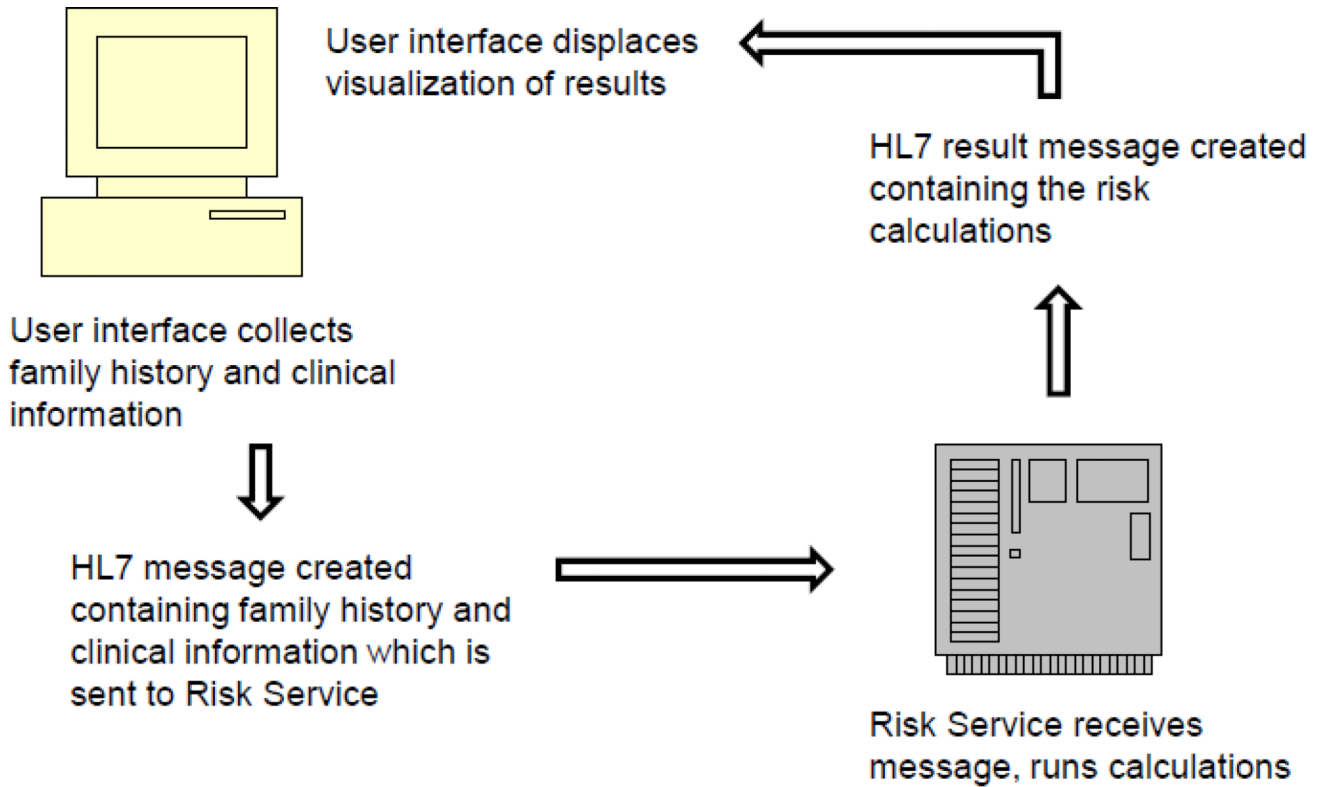 User interface displaces
visualization of results
HL7 result message created
containing the risk
calculations
User interface collects
family history and clinical
information
HL7 message created
containing family history and
clinical information which is
sent to Risk Service
Risk Service receives
message, runs calculations